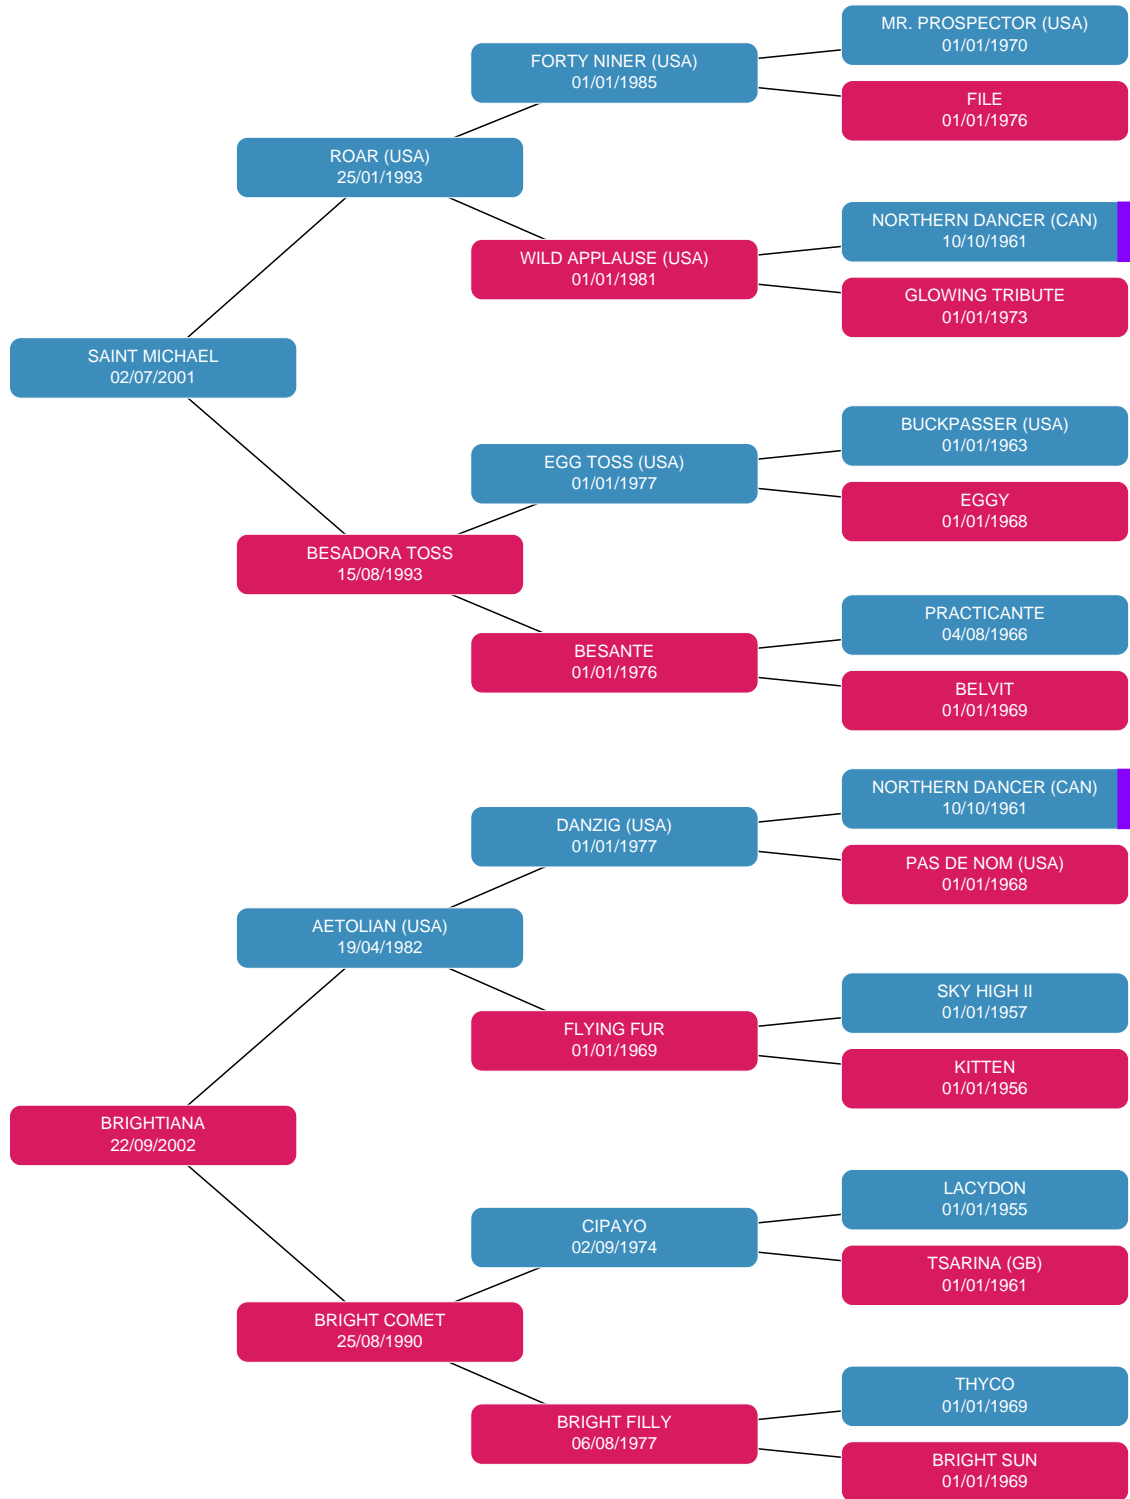 MR. PROSPECTOR (USA)
01/01/1970
FORTY NINER (USA)
01/01/1985
FILE
01/01/1976
ROAR (USA)
25/01/1993
NORTHERN DANCER (CAN)
10/10/1961
WILD APPLAUSE (USA)
01/01/1981
GLOWING TRIBUTE
01/01/1973
SAINT MICHAEL
02/07/2001
BUCKPASSER (USA)
01/01/1963
EGG TOSS (USA)
01/01/1977
EGGY
01/01/1968
BESADORA TOSS
15/08/1993
PRACTICANTE
04/08/1966
BESANTE
01/01/1976
BELVIT
01/01/1969
NORTHERN DANCER (CAN)
10/10/1961
DANZIG (USA)
01/01/1977
PAS DE NOM (USA)
01/01/1968
AETOLIAN (USA)
19/04/1982
SKY HIGH II
01/01/1957
FLYING FUR
01/01/1969
KITTEN
01/01/1956
BRIGHTIANA
22/09/2002
LACYDON
01/01/1955
CIPAYO
02/09/1974
TSARINA (GB)
01/01/1961
BRIGHT COMET
25/08/1990
THYCO
01/01/1969
BRIGHT FILLY
06/08/1977
BRIGHT SUN
01/01/1969